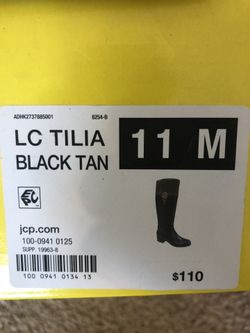 ADHK2737885001 6254-B
LC TILIA
BLACK TAN
11 M
jcp.com
100-0941 0125
SUPP. 19963-8
100 0941 0134 13
$110